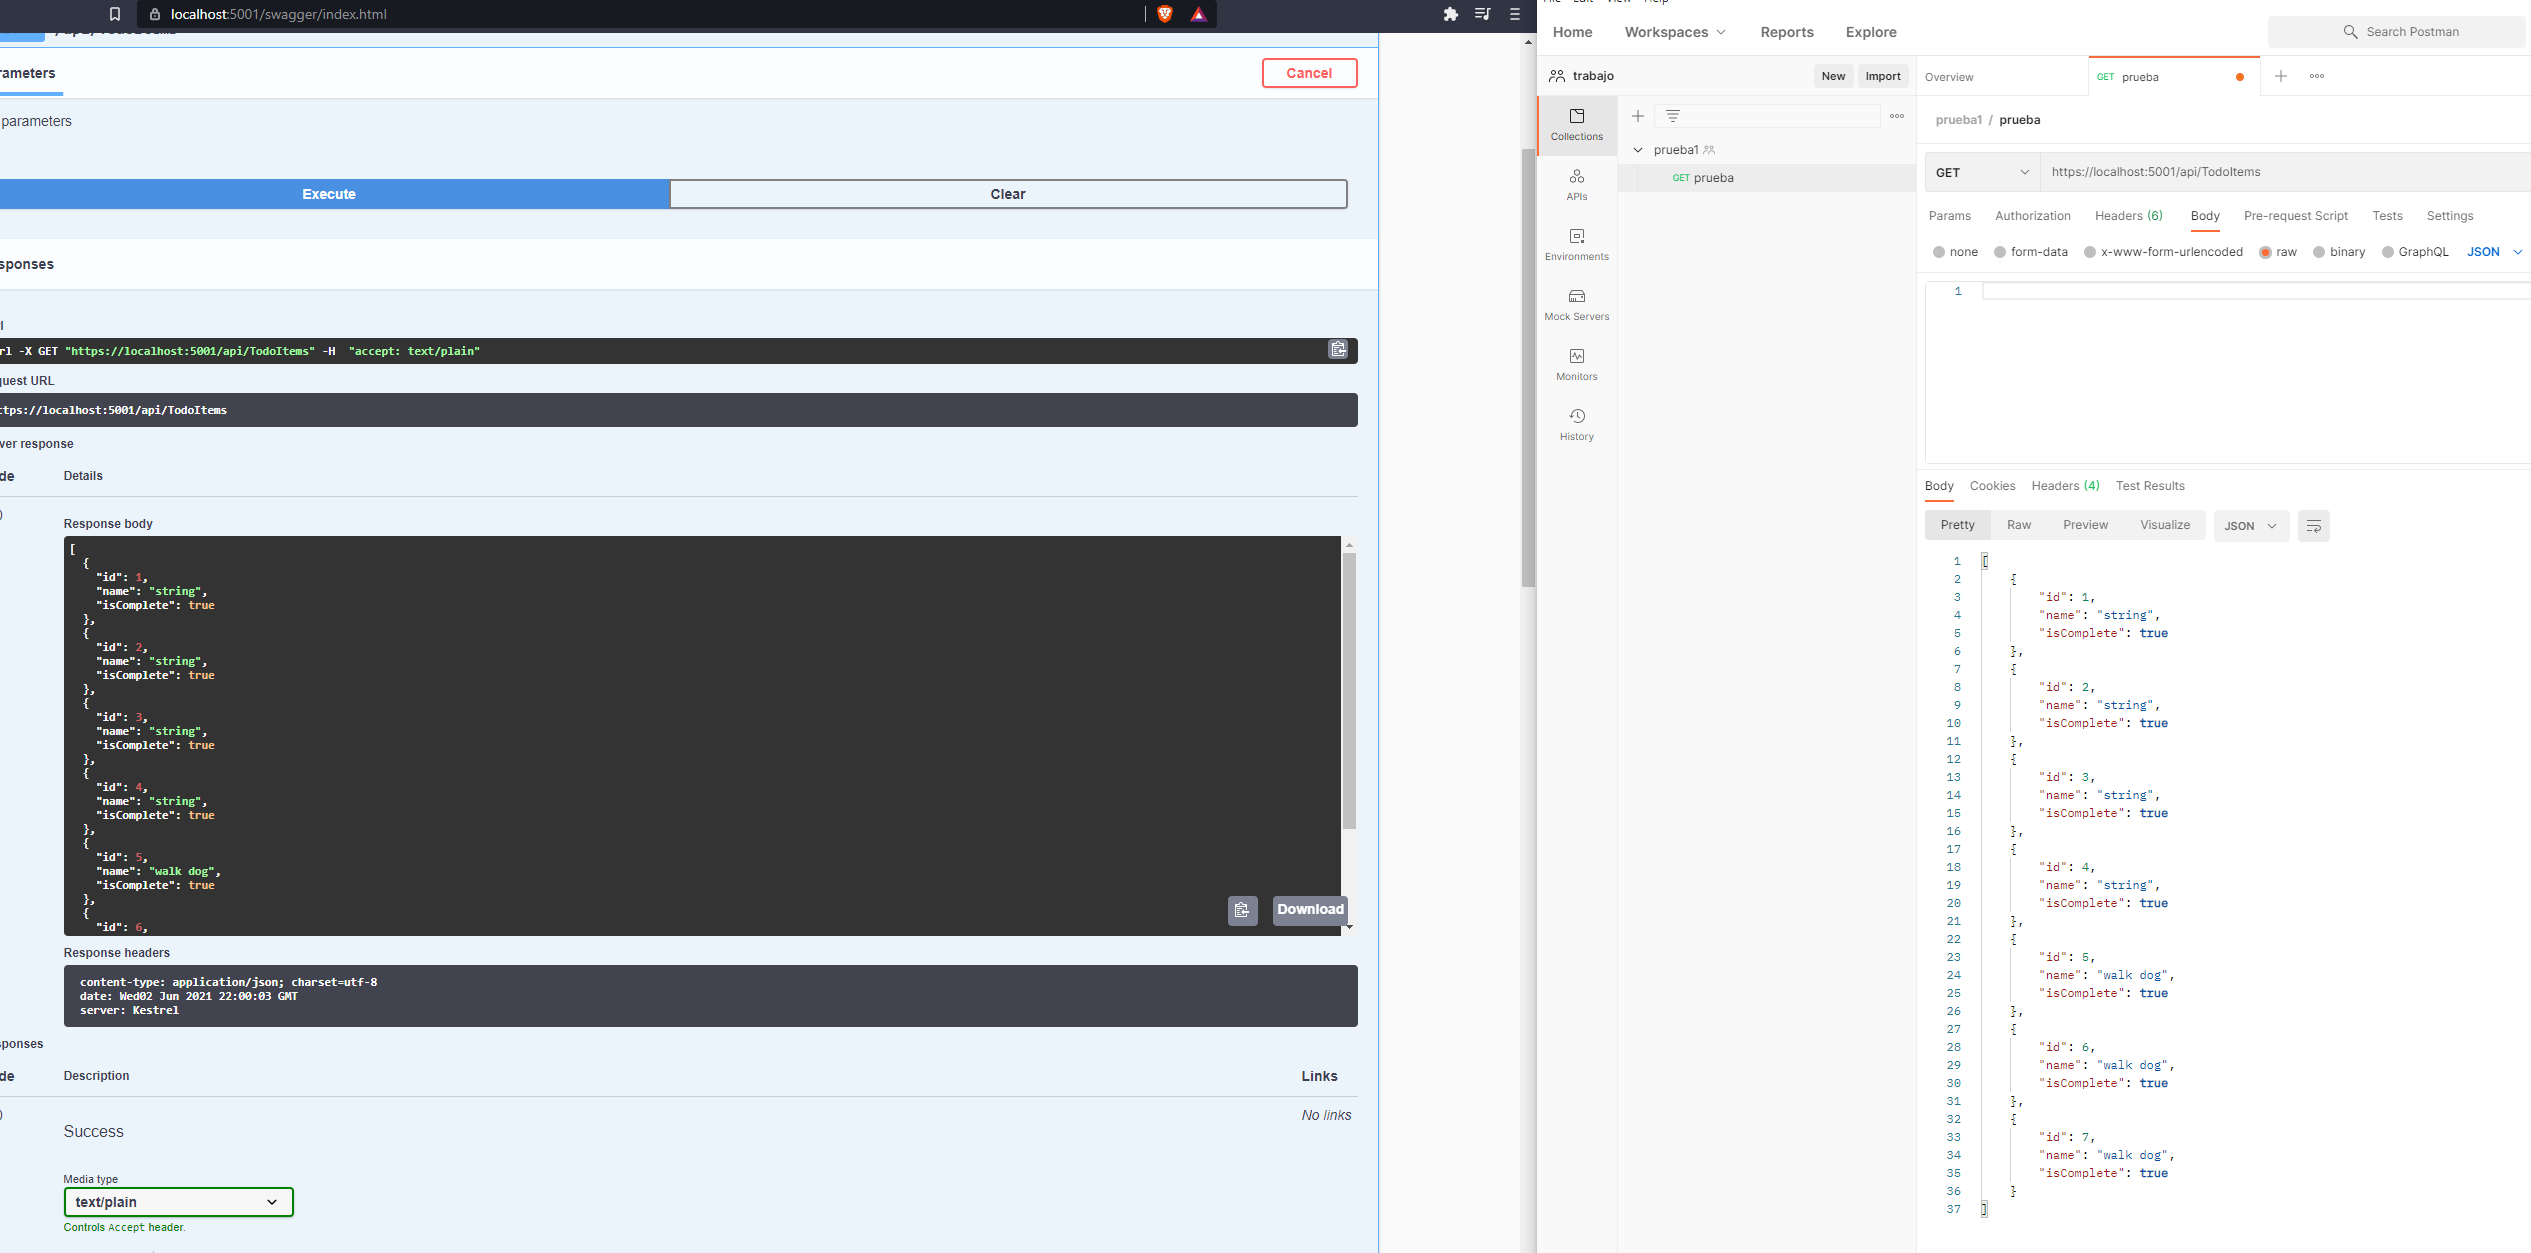 localhost:5001/swagger/index.html
rameters
Cancel
parameters
Execute
Clear
sponses
rl -X GET "https://localhost:5001/api/TodoItems" -H  "accept: text/plain"
quest URL
ttps://localhost:5001/api/TodoItems
ver response
de
Details
Response body
[
{
"id": 1,
"name": "string",
"isComplete": true
},
{
"id": 2,
"name": "string",
"isComplete": true
},
{
"id": 3,
"name": "string",
"isComplete": true
},
{
"id": 4,
"name": "string",
"isComplete": true
},
{
"id": 5,
"name": "walk dog",
"isComplete": true
},
{
"id": 6,
Download
Response headers
content-type: application/json; charset=utf-8
date: Wed02 Jun 2021 22:00:03 GMT
server: Kestrel
sponses
de
Description
Links
Success
No links
Media type
text/plain
Controls Accept header.
Home
Workspaces
Reports
Explore
Search Postman
trabajo
New
Import
Overview
GET prueba
Collections
APIs
Environments
Mock Servers
Monitors
History
prueba1
GET prueba
prueba1 / prueba
GET
https://localhost:5001/api/TodoItems
Params
Authorization
Headers (6)
Body
Pre-request Script
Tests
Settings
none
form-data
x-www-form-urlencoded
raw
binary
GraphQL
JSON
1
Body
Cookies
Headers (4)
Test Results
Pretty
Raw
Preview
Visualize
JSON
1 [
2 {
3 "id": 1,
4 "name": "string",
5 "isComplete": true
6 },
7 {
8 "id": 2,
9 "name": "string",
10 "isComplete": true
11 },
12 {
13 "id": 3,
14 "name": "string",
15 "isComplete": true
16 },
17 {
18 "id": 4,
19 "name": "string",
20 "isComplete": true
21 },
22 {
23 "id": 5,
24 "name": "walk dog",
25 "isComplete": true
26 },
27 {
28 "id": 6,
29 "name": "walk dog",
30 "isComplete": true
31 },
32 {
33 "id": 7,
34 "name": "walk dog",
35 "isComplete": true
36 }
37 ]